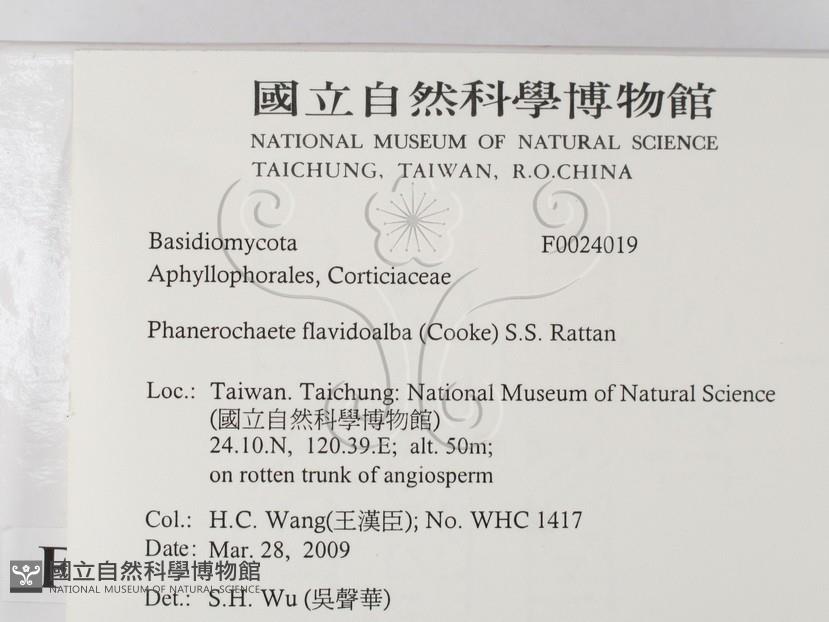 國立自然科學博物館
NATIONAL MUSEUM OF NATURAL SCIENCE
TAICHUNG, TAIWAN, R.O.CHINA
Basidiomycota F0024019
Aphyllophorales, Corticiaceae
Phanerochaete flavidoalba (Cooke) S.S. Rattan
Loc.: Taiwan. Taichung: National Museum of Natural Science
(國立自然科學博物館)
24.10.N, 120.39.E; alt. 50m;
on rotten trunk of angiosperm
Col.: H.C. Wang(王漢臣); No. WHC 1417
Date: Mar. 28, 2009
國立自然科學博物館
NATIONAL MUSEUM OF NATURAL SCIENCE
Det.: S.H. Wu (吳聲華)